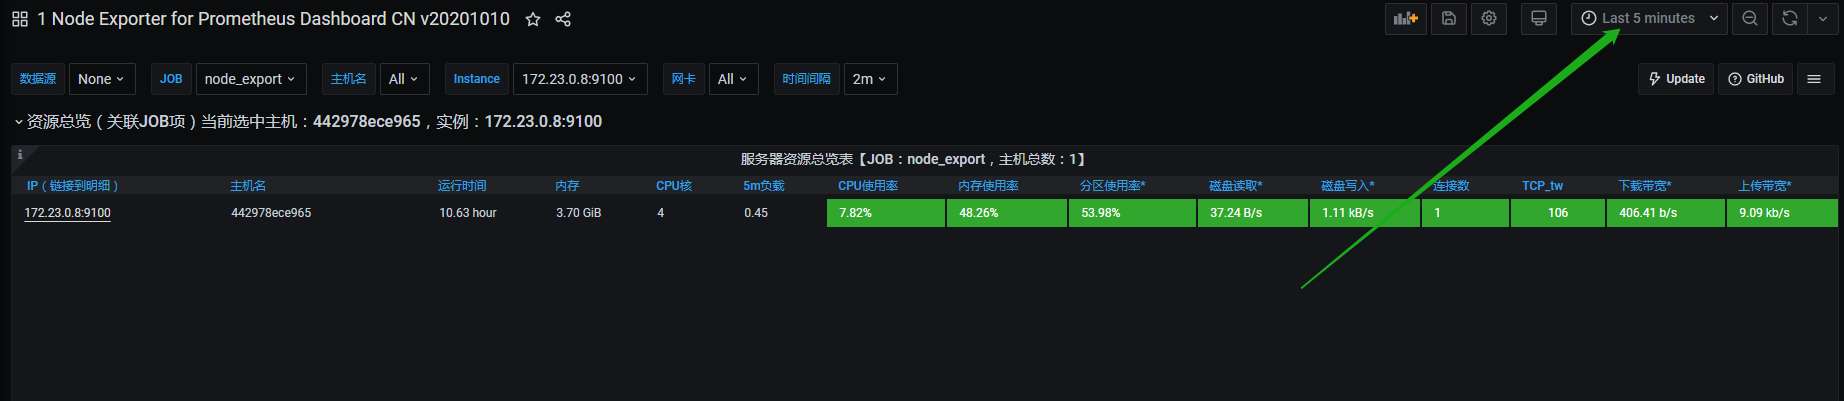 1 Node Exporter for Prometheus Dashboard CN v20201010
Last 5 minutes
数据源 None JOB node_export 主机名 All Instance 172.23.0.8:9100 网卡 All 时间间隔 2m Update GitHub
资源总览（关联JOB项）当前选中主机：442978ece965，实例：172.23.0.8:9100
服务器资源总览表【JOB：node_export，主机总数：1】
IP（链接到明细） 主机名 运行时间 内存 CPU核 5m负载 CPU使用率 内存使用率 分区使用率* 磁盘读取* 磁盘写入* 连接数 TCP_tw 下载带宽* 上传带宽*
172.23.0.8:9100 442978ece965 10.63 hour 3.70 GiB 4 0.45 7.82% 48.26% 53.98% 37.24 B/s 1.11 kB/s 1 106 406.41 b/s 9.09 kb/s